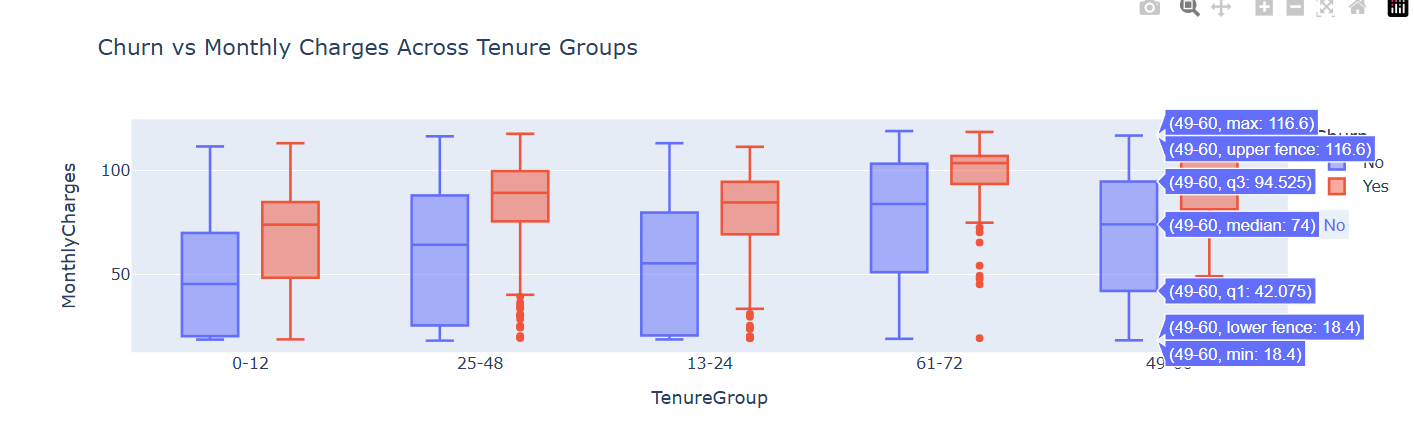 Churn vs Monthly Charges Across Tenure Groups
MonthlyCharges
100
50
0-12
25-48
13-24
61-72
TenureGroup
(49-60, max: 116.6)
(49-60, upper fence: 116.6)
(49-60, q3: 94.525)
(49-60, median: 74)
No
(49-60, q1: 42.075)
(49-60, lower fence: 18.4)
(49-60, min: 18.4)
No
Yes